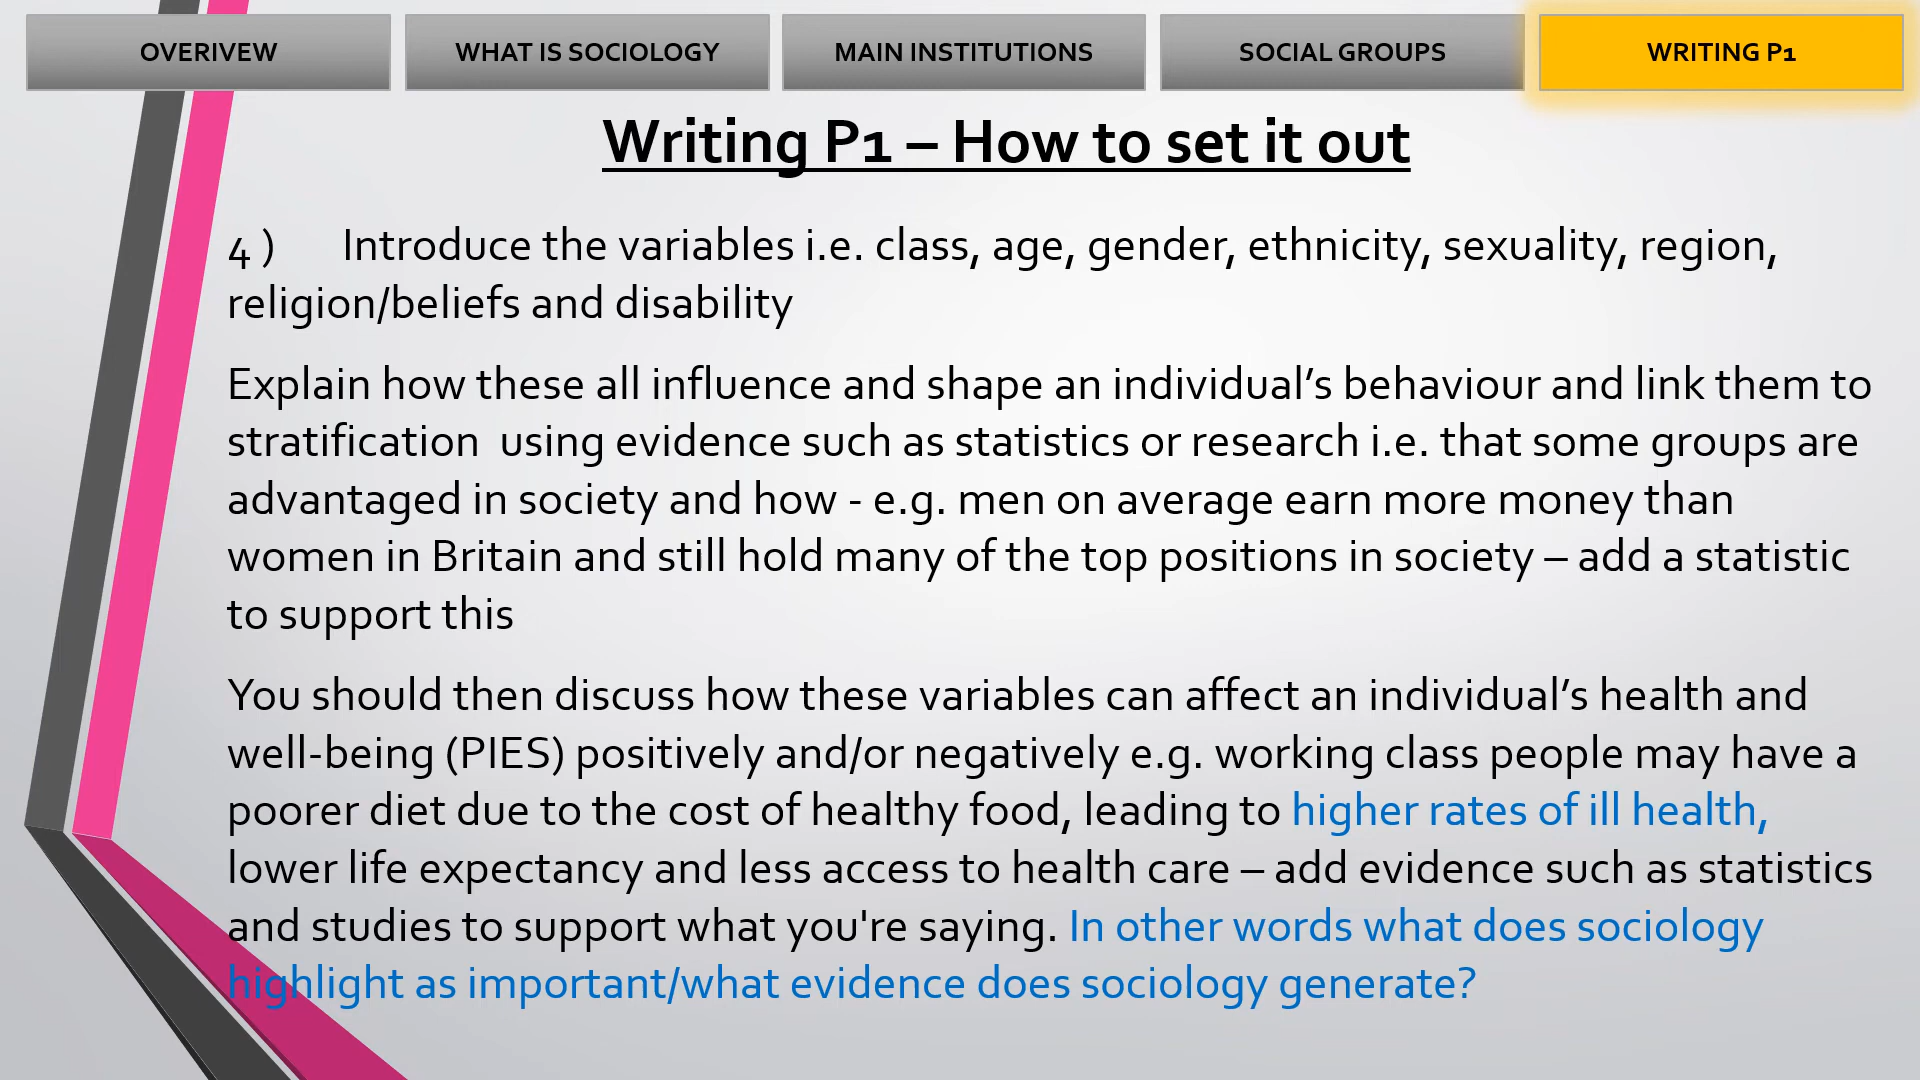 OVERIVEW
WHAT IS SOCIOLOGY
MAIN INSTITUTIONS
SOCIAL GROUPS
WRITING P1
Writing P1 – How to set it out
4 ) Introduce the variables i.e. class, age, gender, ethnicity, sexuality, region,
religion/beliefs and disability
Explain how these all influence and shape an individual’s behaviour and link them to
stratification  using evidence such as statistics or research i.e. that some groups are
advantaged in society and how - e.g. men on average earn more money than
women in Britain and still hold many of the top positions in society – add a statistic
to support this
You should then discuss how these variables can affect an individual’s health and
well-being (PIES) positively and/or negatively e.g. working class people may have a
poorer diet due to the cost of healthy food, leading to higher rates of ill health,
lower life expectancy and less access to health care – add evidence such as statistics
and studies to support what you're saying. In other words what does sociology
highlight as important/what evidence does sociology generate?